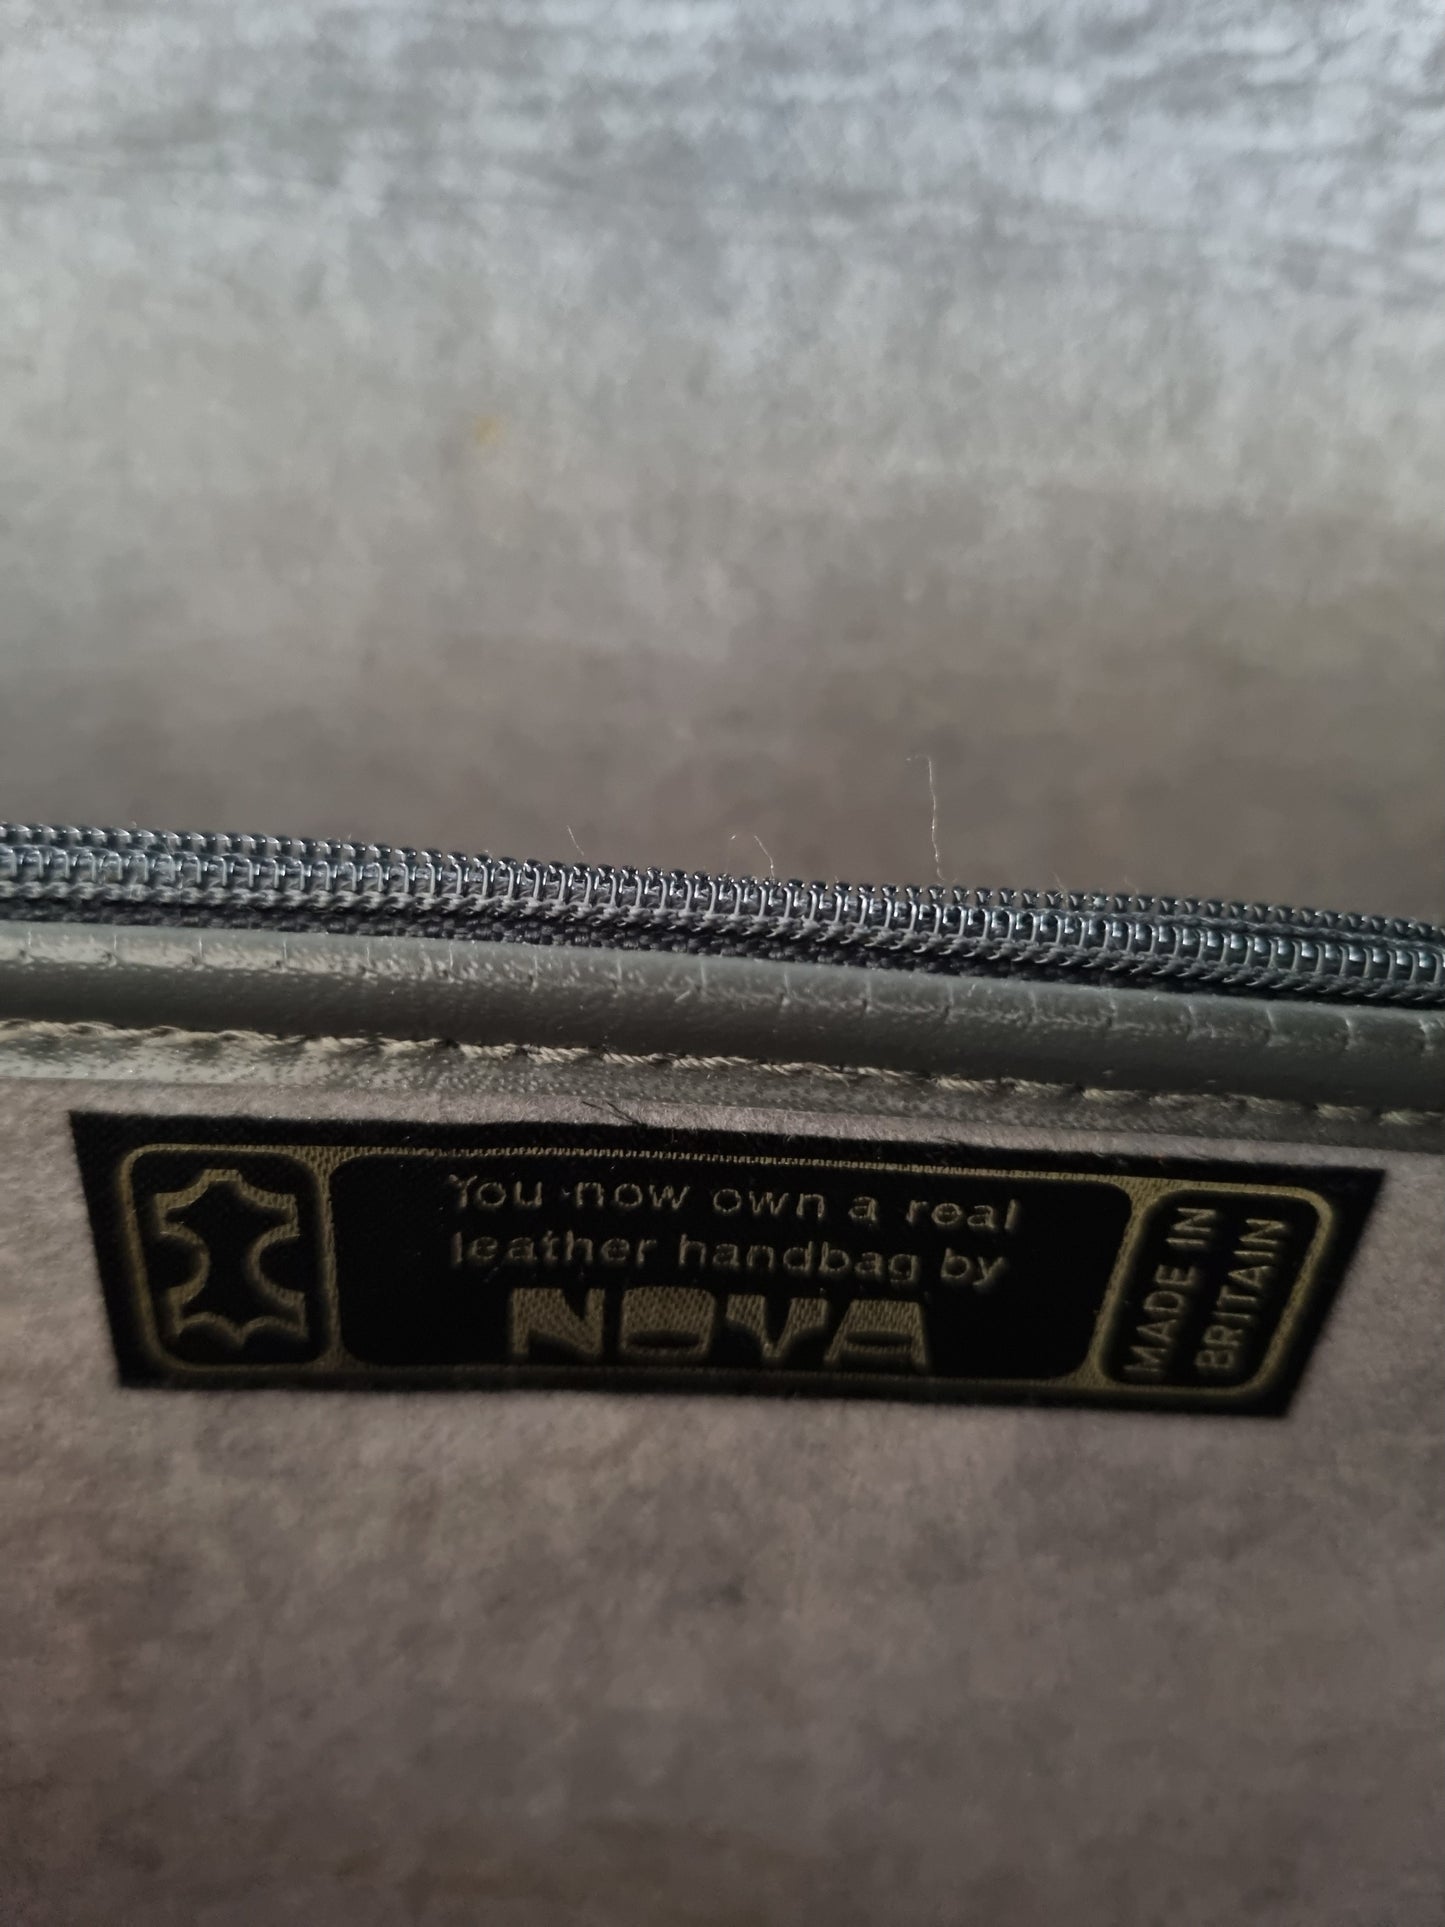 You now own a real
leather handbag by
NOVA
MADE IN
BRITAIN